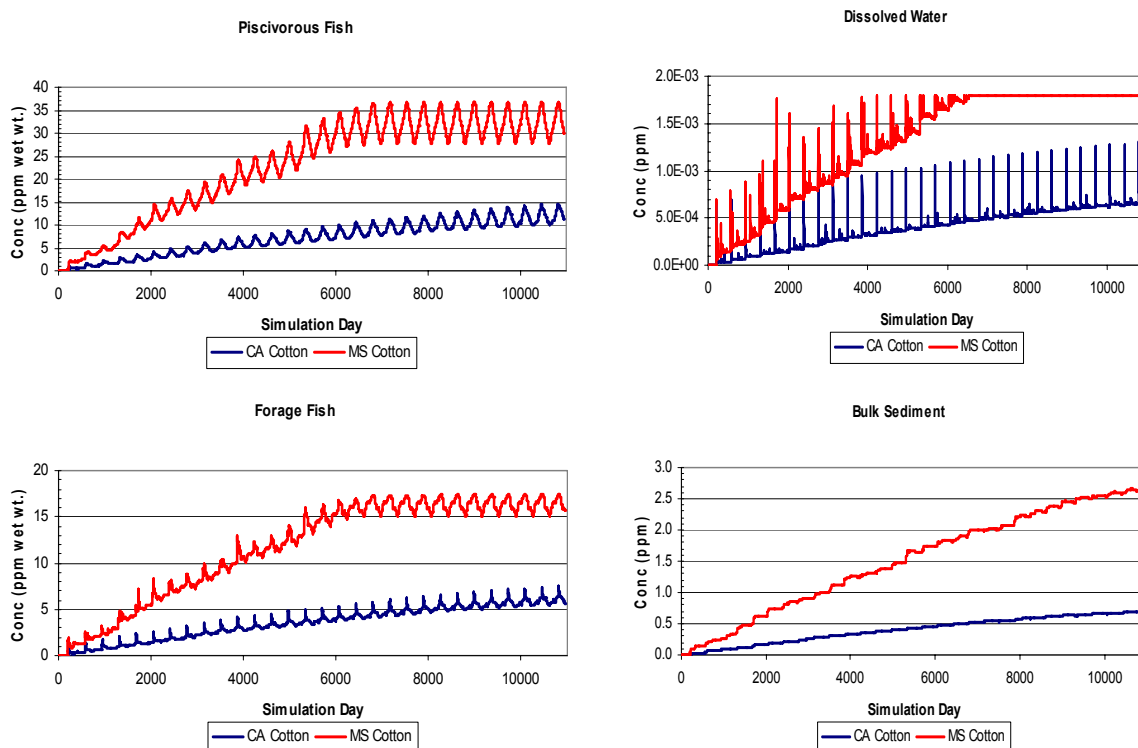 Piscivorous Fish
Conc (ppm wet wt.)
40
35
30
25
20
15
10
5
0
0 2000 4000 6000 8000 10000
Simulation Day
CA Cotton MS Cotton
Dissolved Water
Conc (ppm)
2.0E-03
1.5E-03
1.0E-03
5.0E-04
0.0E+00
0 2000 4000 6000 8000 10000
Simulation Day
CA Cotton MS Cotton
Forage Fish
Conc (ppm wet wt.)
20
15
10
5
0
0 2000 4000 6000 8000 10000
Simulation Day
CA Cotton MS Cotton
Bulk Sediment
Conc (ppm)
3.0
2.5
2.0
1.5
1.0
0.5
0.0
0 2000 4000 6000 8000 10000
Simulation Day
CA Cotton MS Cotton